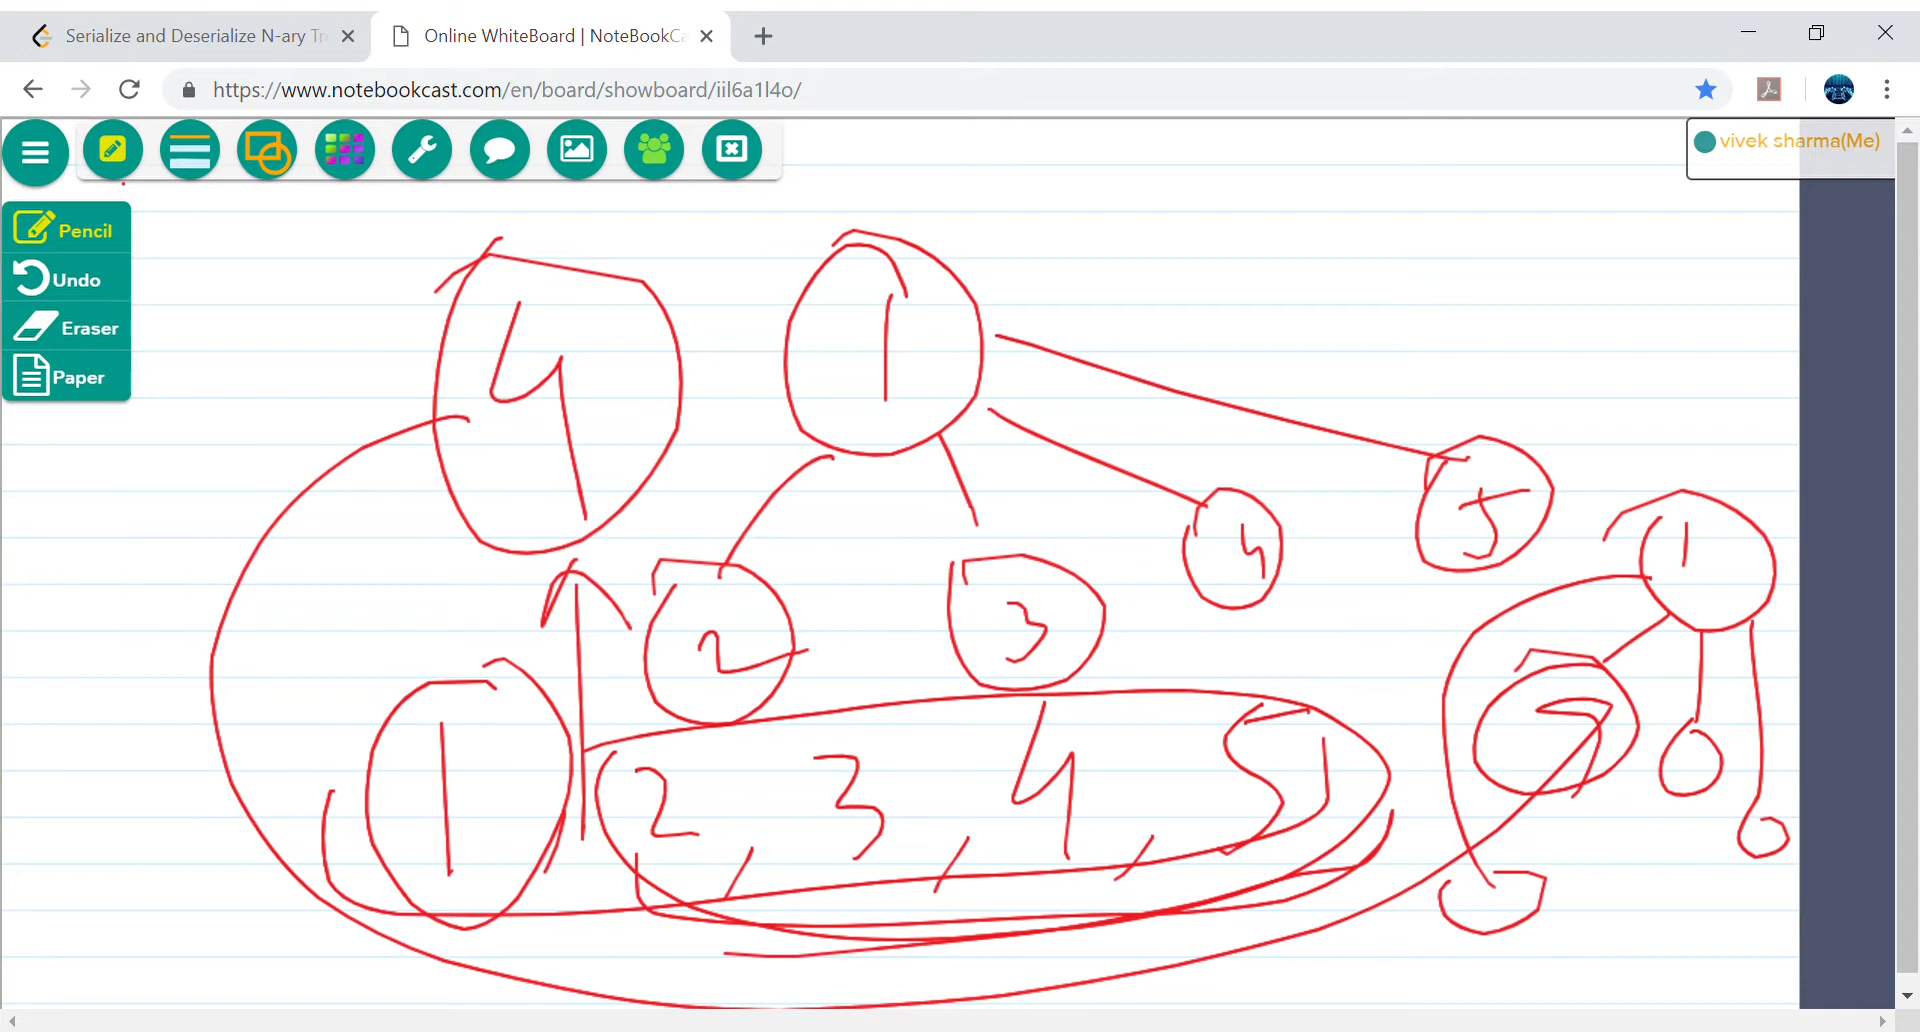 Serialize and Deserialize N-ary Tr
Online WhiteBoard | NoteBookCa
https://www.notebookcast.com/en/board/showboard/iil6a1l4o/
vivek sharma(Me)
Pencil
Undo
Eraser
Paper
4
1
5
4
1
2
3
1
2, 3, 4, 5